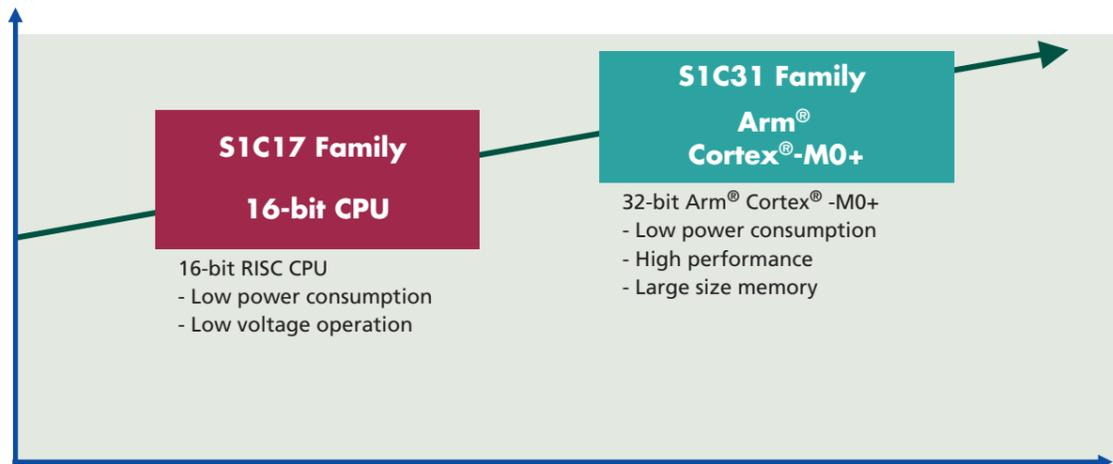 S1C17 Family
16-bit CPU
16-bit RISC CPU
- Low power consumption
- Low voltage operation
S1C31 Family
Arm®
Cortex®-M0+
32-bit Arm® Cortex® -M0+
- Low power consumption
- High performance
- Large size memory